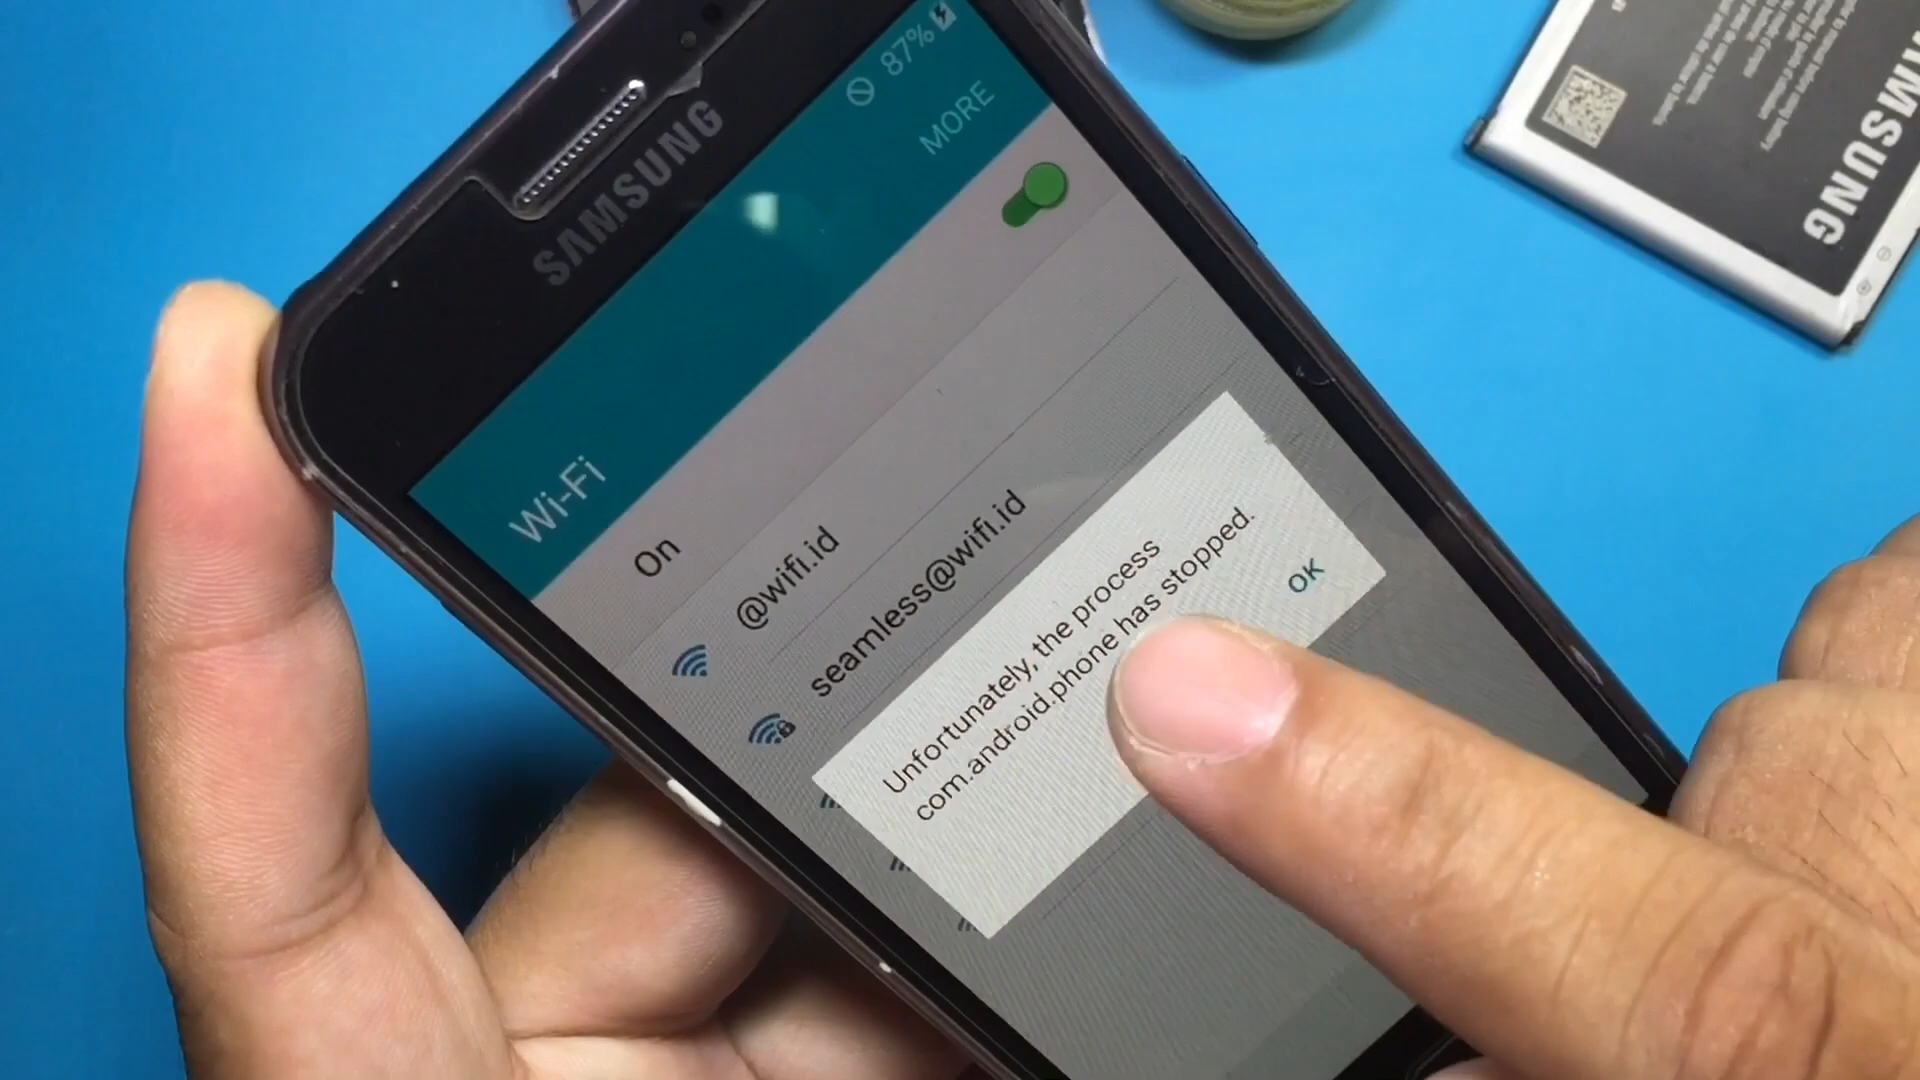 87%
MORE
SAMSUNG
Wi-Fi
On
@wifi.id
seamless@wifi.id
Unfortunately, the process
com.android.phone has stopped.
OK
SAMSUNG